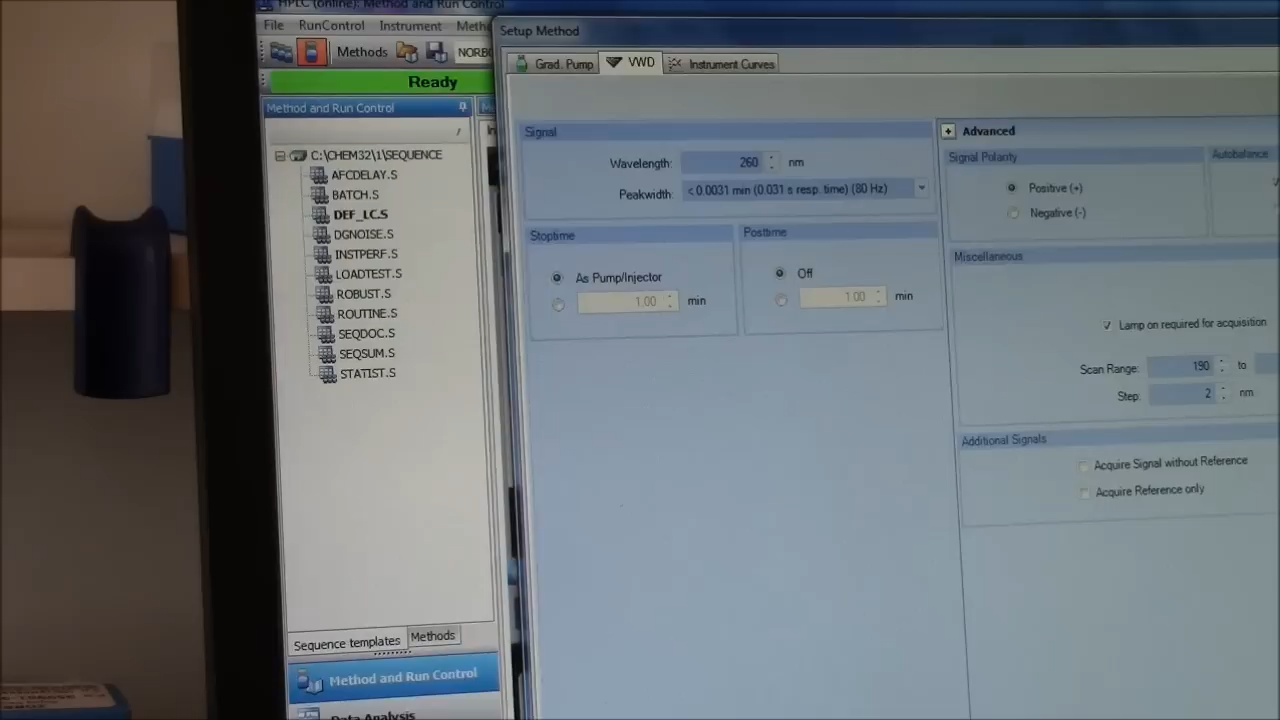 HPLC (online): Method and Run Control
File RunControl Instrument
Methods
Ready
Method and Run Control
C:\CHEM32\1\SEQUENCE
AFCDELAY.S
BATCH.S
DEF_LC.S
DGNOISE.S
INSTPERF.S
LOADTEST.S
ROBUST.S
ROUTINE.S
SEQDOC.S
SEQSUM.S
STATIST.S
Sequence templates Methods
Method and Run Control
Data Analysis
Setup Method
Grad. Pump VWD Instrument Curves
Signal
Wavelength: 260 nm
Peakwidth: < 0.0031 min (0.031 s resp. time) (80 Hz)
Stoptime
As Pump/Injector
1.00 min
Posttime
Off
1.00 min
Advanced
Signal Polarity
Positive (+)
Negative (-)
Autobalance
Miscellaneous
Lamp on required for acquisition
Scan Range: 190 to
Step: 2 nm
Additional Signals
Acquire Signal without Reference
Acquire Reference only